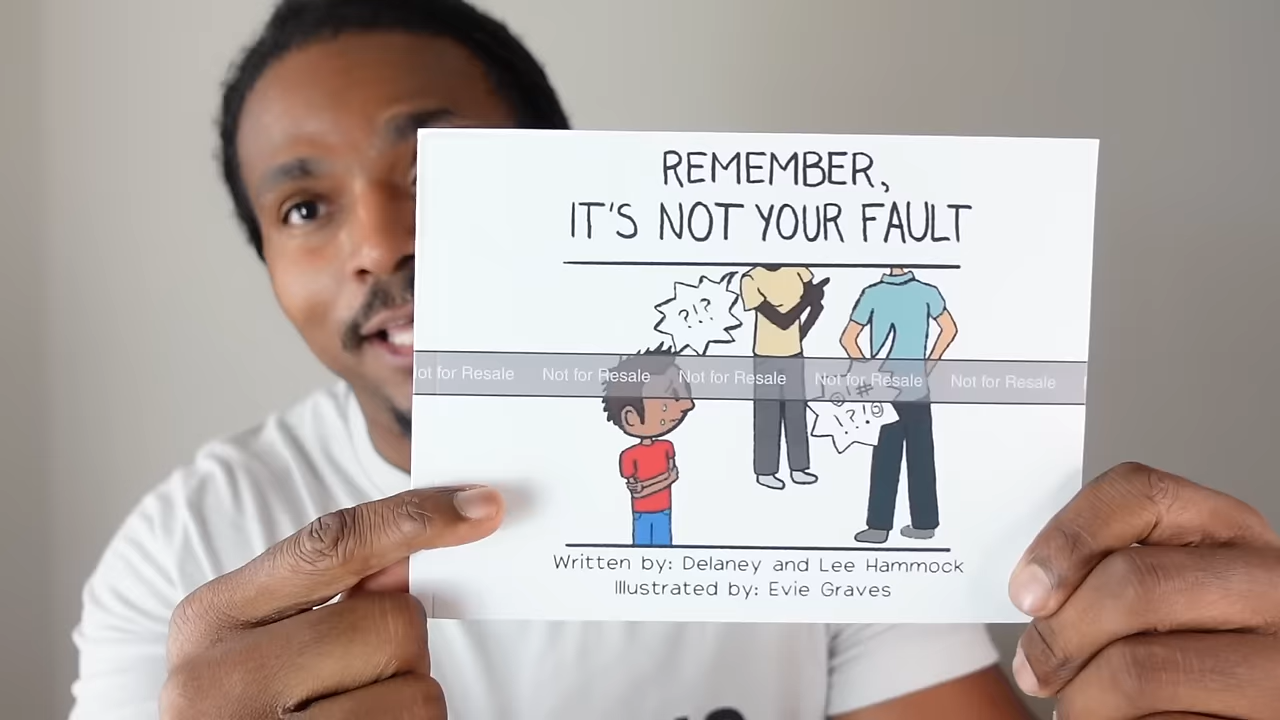 REMEMBER,
IT'S NOT YOUR FAULT
?!?
Not for Resale Not for Resale Not for Resale Not for Resale
@!#
!?!@
Written by: Delaney and Lee Hammock
Illustrated by: Evie Graves